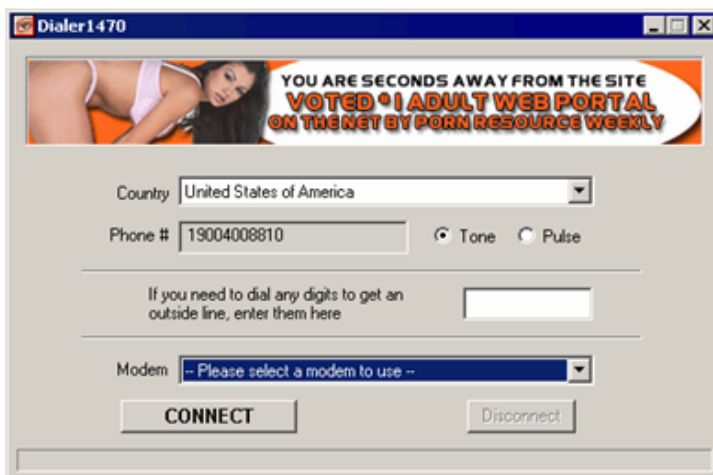 Dialer1470
YOU ARE SECONDS AWAY FROM THE SITE
VOTED #1 ADULT WEB PORTAL
ON THE NET BY PORN RESOURCE WEEKLY
Country United States of America
Phone # 19004008810 Tone Pulse
If you need to dial any digits to get an
outside line, enter them here
Modem -- Please select a modem to use --
CONNECT Disconnect